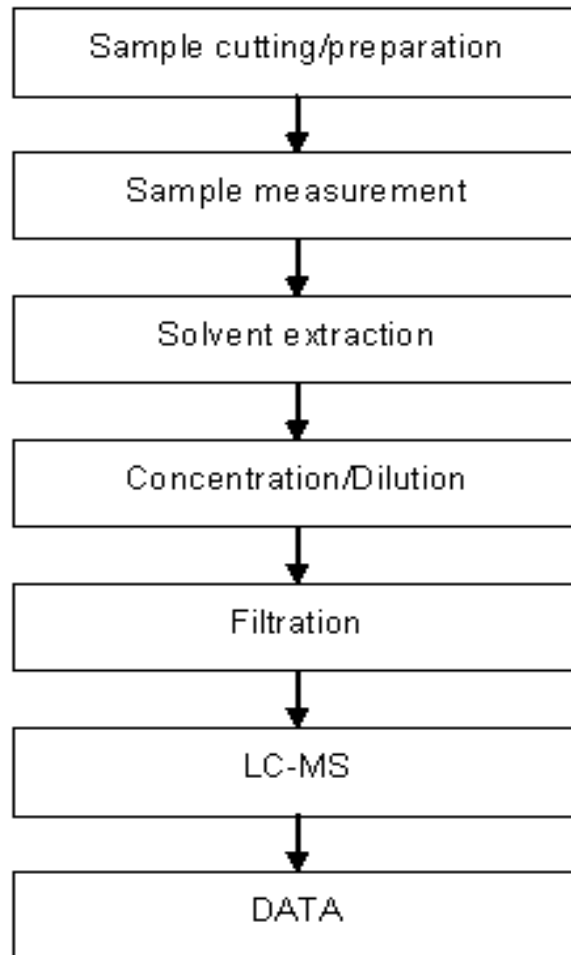 Sample cutting/preparation
Sample measurement
Solvent extraction
Concentration/Dilution
Filtration
LC-MS
DATA